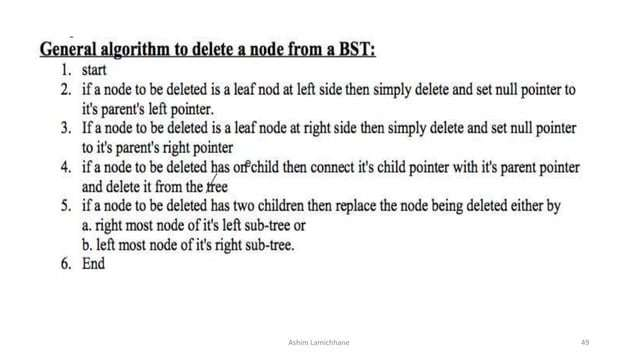 General algorithm to delete a node from a BST:
1. start
2. if a node to be deleted is a leaf nod at left side then simply delete and set null pointer to
it's parent's left pointer.
3. If a node to be deleted is a leaf node at right side then simply delete and set null pointer
to it's parent's right pointer
4. if a node to be deleted has on child then connect it's child pointer with it's parent pointer
and delete it from the tree
5. if a node to be deleted has two children then replace the node being deleted either by
a. right most node of it's left sub-tree or
b. left most node of it's right sub-tree.
6. End
Ashim Lamichhane
49